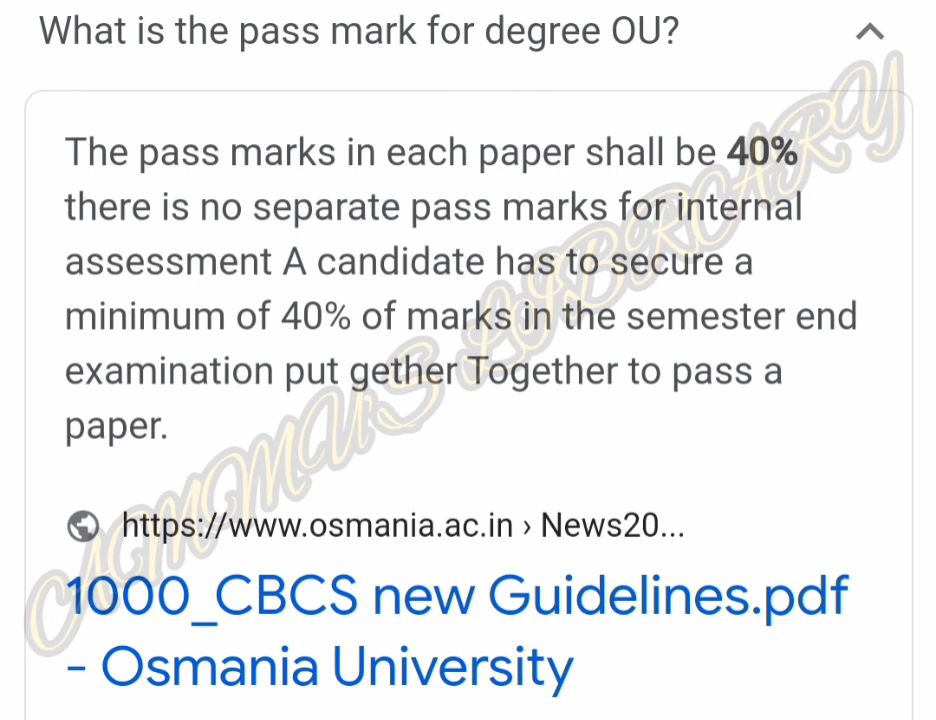 What is the pass mark for degree OU?
The pass marks in each paper shall be 40%
there is no separate pass marks for internal
assessment A candidate has to secure a
minimum of 40% of marks in the semester end
examination put gether Together to pass a
paper.
https://www.osmania.ac.in › News20...
1000_CBCS new Guidelines.pdf
- Osmania University